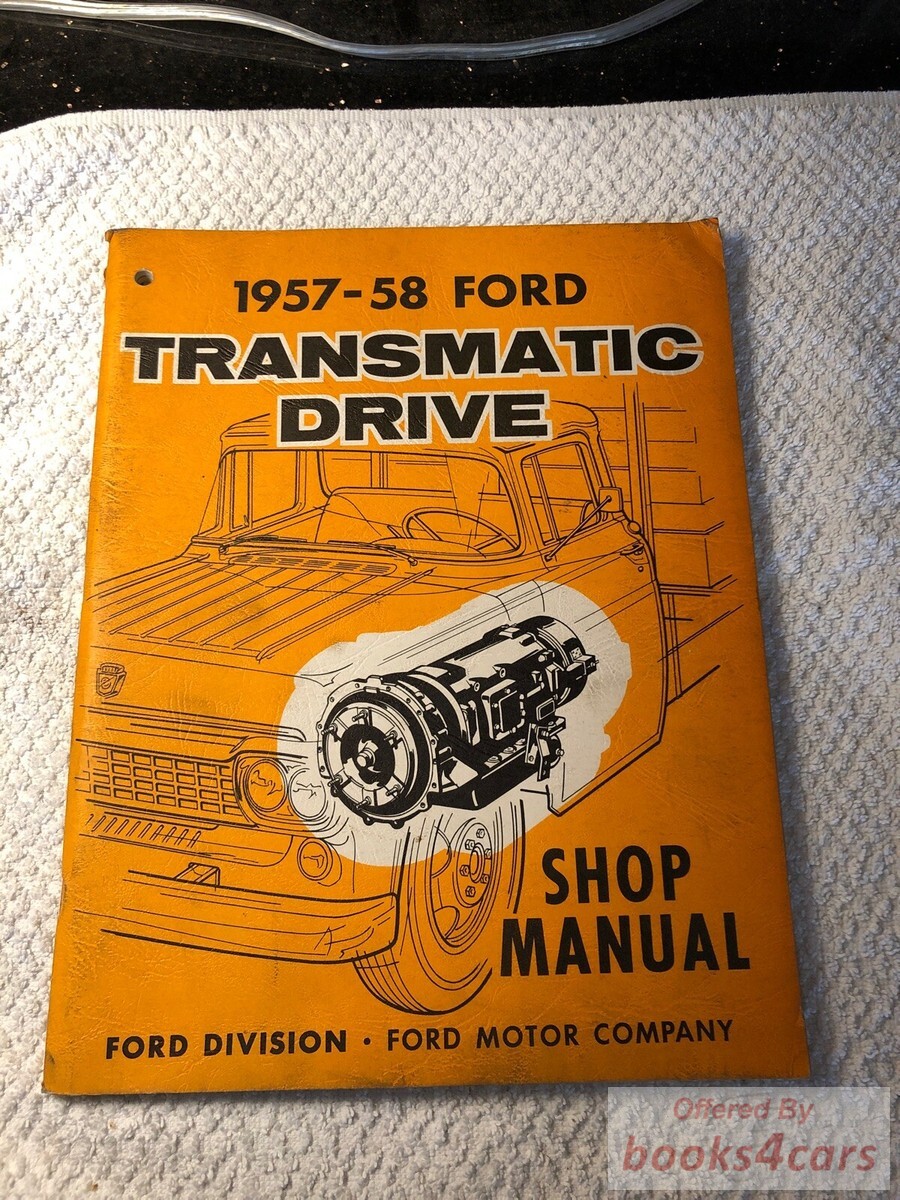 1957-58 FORD
TRANSMATIC
DRIVE
SHOP
MANUAL
FORD DIVISION • FORD MOTOR COMPANY
Offered By
books4cars